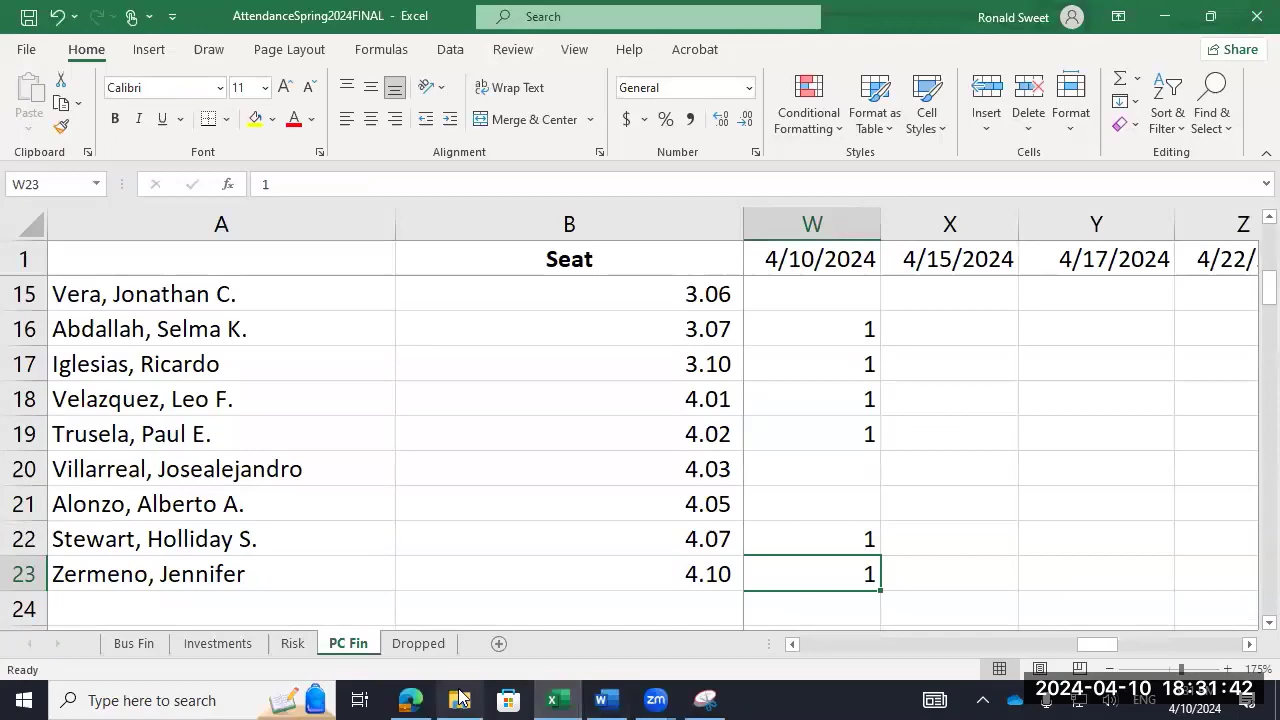 AttendanceSpring2024FINAL - Excel
Search
Ronald Sweet
File Home Insert Draw Page Layout Formulas Data Review View Help Acrobat
Share
Paste
Clipboard
Calibri 11
B I U A
Font
Wrap Text
Merge & Center
Alignment
General
$ % 9
Number
Conditional Formatting
Format as Table
Cell Styles
Styles
Insert
Delete
Format
Cells
Sort & Filter
Find & Select
Editing
W23 fx 1
A B W X Y Z
1 Seat 4/10/2024 4/15/2024 4/17/2024 4/22/
15 Vera, Jonathan C. 3.06
16 Abdallah, Selma K. 3.07 1
17 Iglesias, Ricardo 3.10 1
18 Velazquez, Leo F. 4.01 1
19 Trusela, Paul E. 4.02 1
20 Villarreal, Josealejandro 4.03
21 Alonzo, Alberto A. 4.05
22 Stewart, Holliday S. 4.07 1
23 Zermeno, Jennifer 4.10 1
24
Bus Fin Investments Risk PC Fin Dropped
Ready
175%
Type here to search
zm
2024-04-10 18:31:42
ENG
4/10/2024